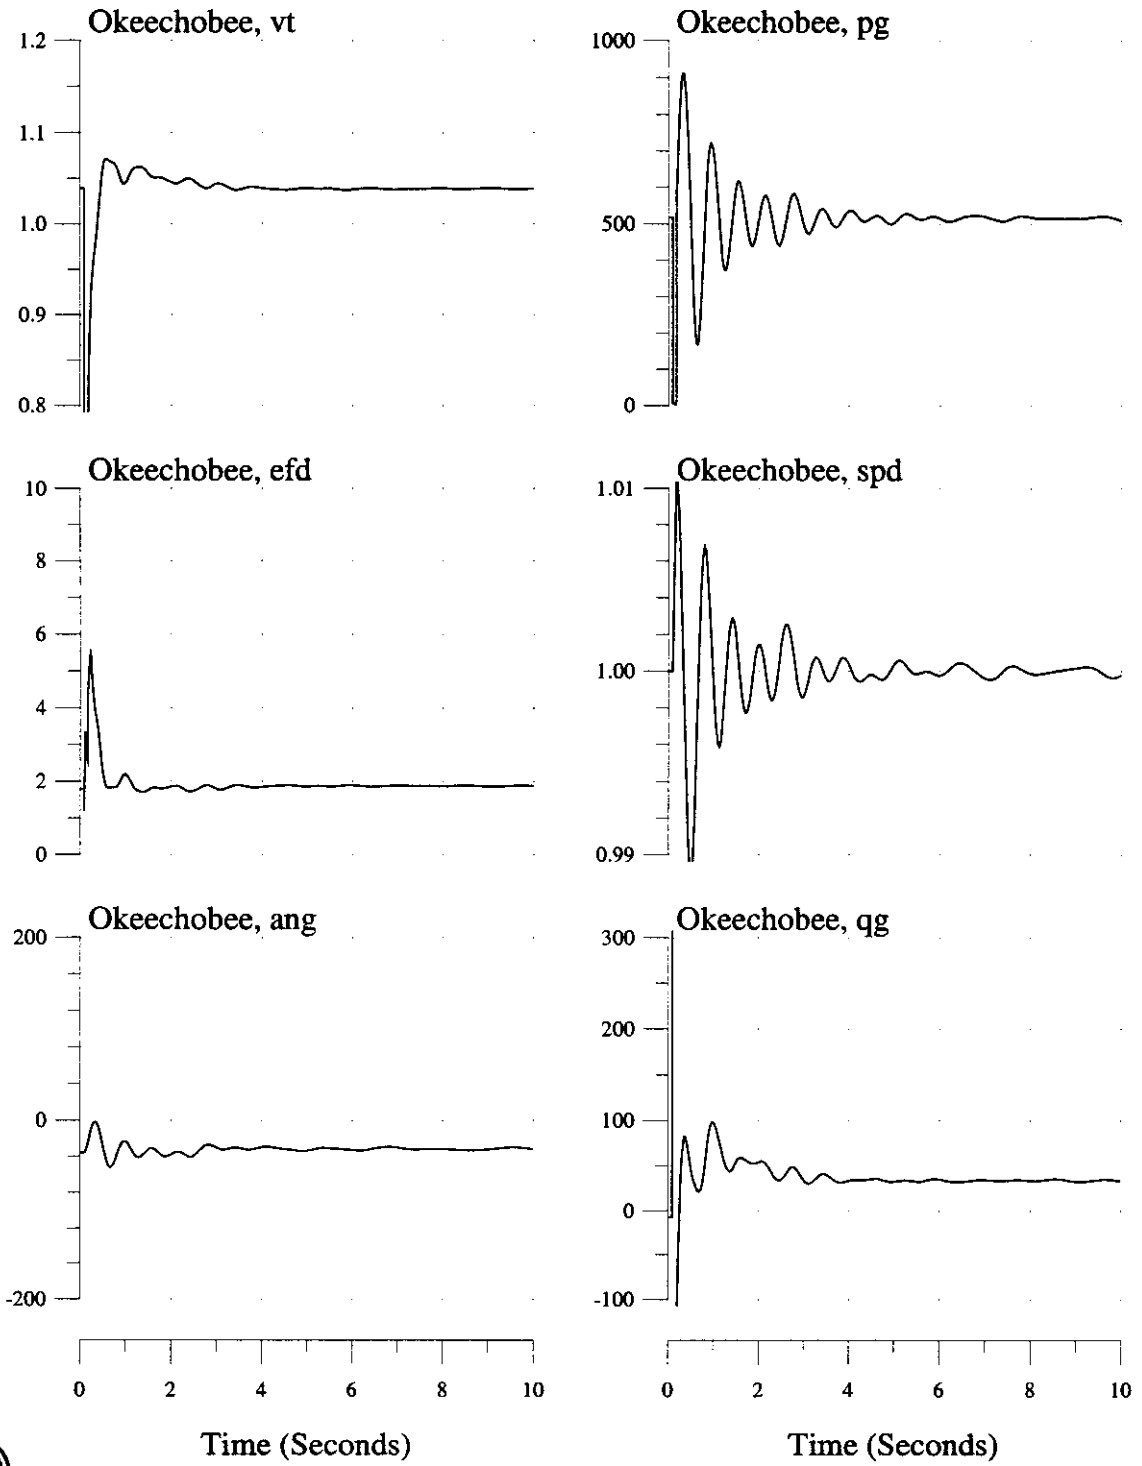 Okeechobee, vt
1.2
1.1
1.0
0.9
0.8
Okeechobee, pg
1000
500
0
Okeechobee, efd
10
8
6
4
2
0
Okeechobee, spd
1.01
1.00
0.99
Okeechobee, ang
200
0
-200
Okeechobee, qg
300
200
100
0
-100
0 2 4 6 8 10
Time (Seconds)
0 2 4 6 8 10
Time (Seconds)